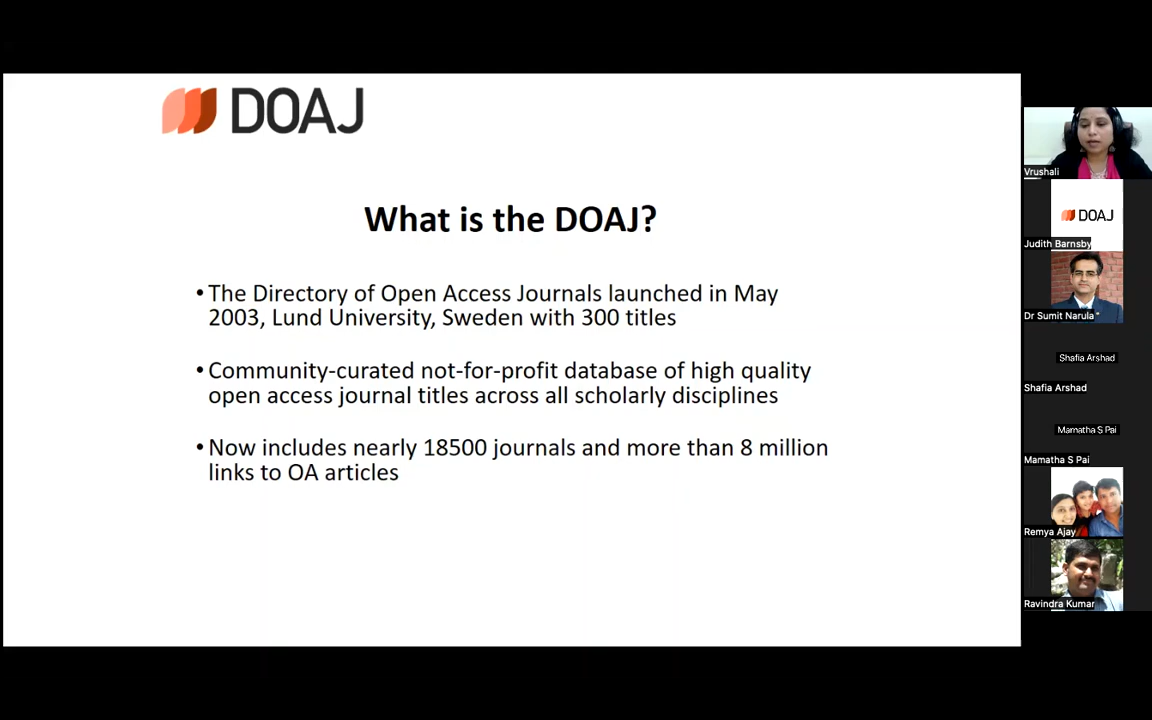 DOAJ
What is the DOAJ?
•The Directory of Open Access Journals launched in May
2003, Lund University, Sweden with 300 titles
•Community-curated not-for-profit database of high quality
open access journal titles across all scholarly disciplines
•Now includes nearly 18500 journals and more than 8 million
links to OA articles
Vrushali
DOAJ
Judith Barnsby
Dr Sumit Narula*
Shafia Arshad
Shafia Arshad
Mamatha S Pai
Mamatha S Pai
Remya Ajay
Ravindra Kumar